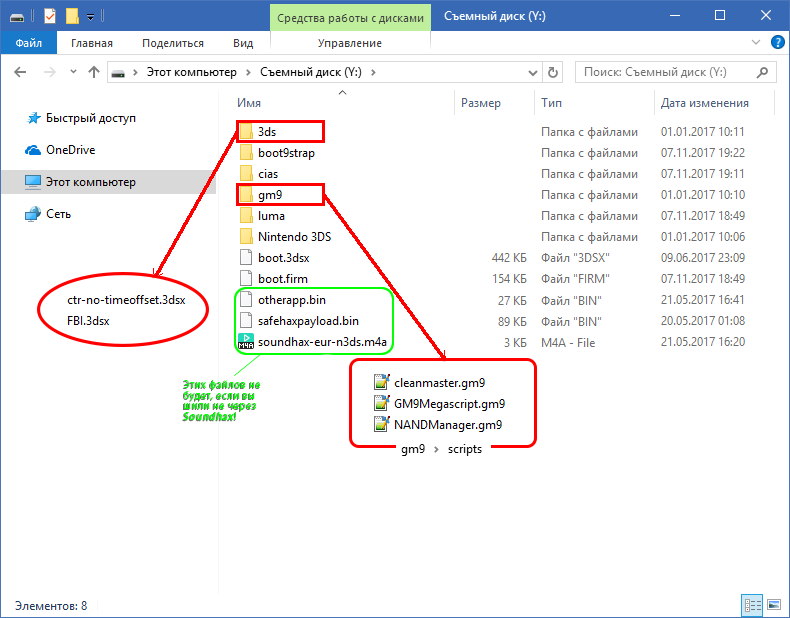 Средства работы с дисками
Съемный диск (Y:)
Файл
Главная
Поделиться
Вид
Управление
Этот компьютер
Съемный диск (Y:)
Поиск: Съемный диск (Y:)
Имя
Размер
Тип
Дата изменения
Быстрый доступ
OneDrive
Этот компьютер
Сеть
3ds Папка с файлами 01.01.2017 10:11
boot9strap Папка с файлами 07.11.2017 19:22
cias Папка с файлами 07.11.2017 19:11
gm9 Папка с файлами 01.01.2017 10:10
luma Папка с файлами 07.11.2017 18:49
Nintendo 3DS Папка с файлами 01.01.2017 10:06
boot.3dsx 442 КБ Файл "3DSX" 09.06.2017 23:09
boot.firm 154 КБ Файл "FIRM" 07.11.2017 18:49
otherapp.bin 27 КБ Файл "BIN" 21.05.2017 16:41
safehaxpayload.bin 89 КБ Файл "BIN" 20.05.2017 01:08
M4A soundhax-eur-n3ds.m4a 3 КБ M4A - File 21.05.2017 16:20
ctr-no-timeoffset.3dsx
FBI.3dsx
Этих файлов не
будет, если вы
шили не через
Soundhax!
cleanmaster.gm9
GM9Megascript.gm9
NANDManager.gm9
gm9 scripts
Элементов: 8